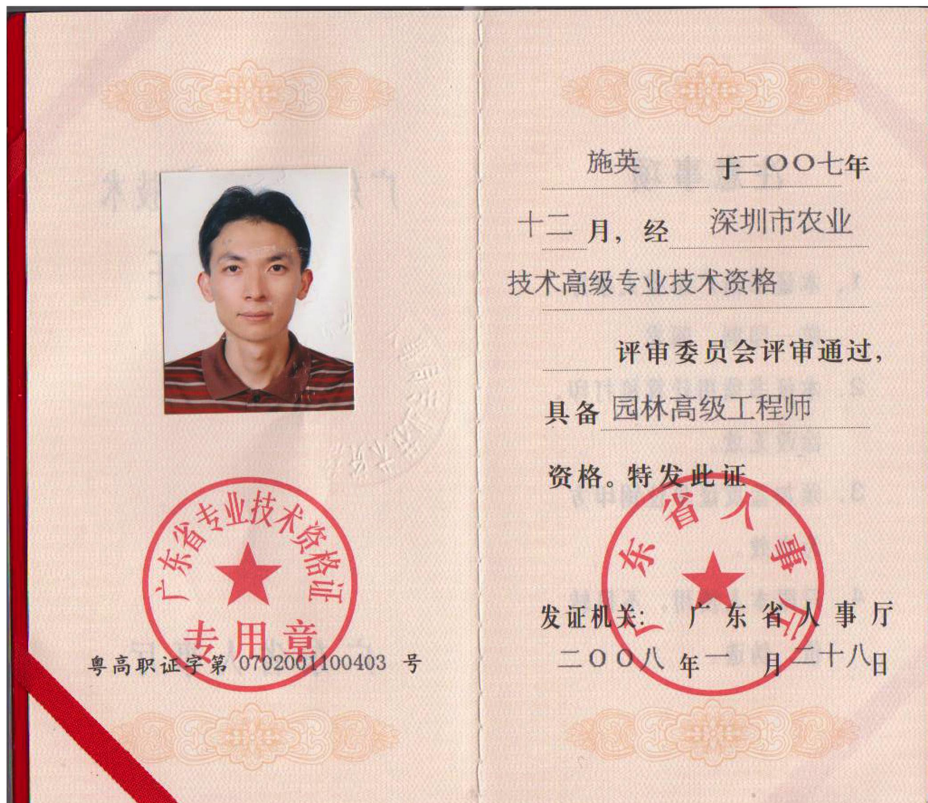 广东省专业技术资格证
专用章
粤高职证字第 0702001100403 号
施英 于二〇〇七年
十二月，经 深圳市农业
技术高级专业技术资格
评审委员会评审通过，
具备 园林高级工程师
资格。特发此证
广东省人事厅
发证机关： 广东省人事厅
二〇〇八年一月二十八日